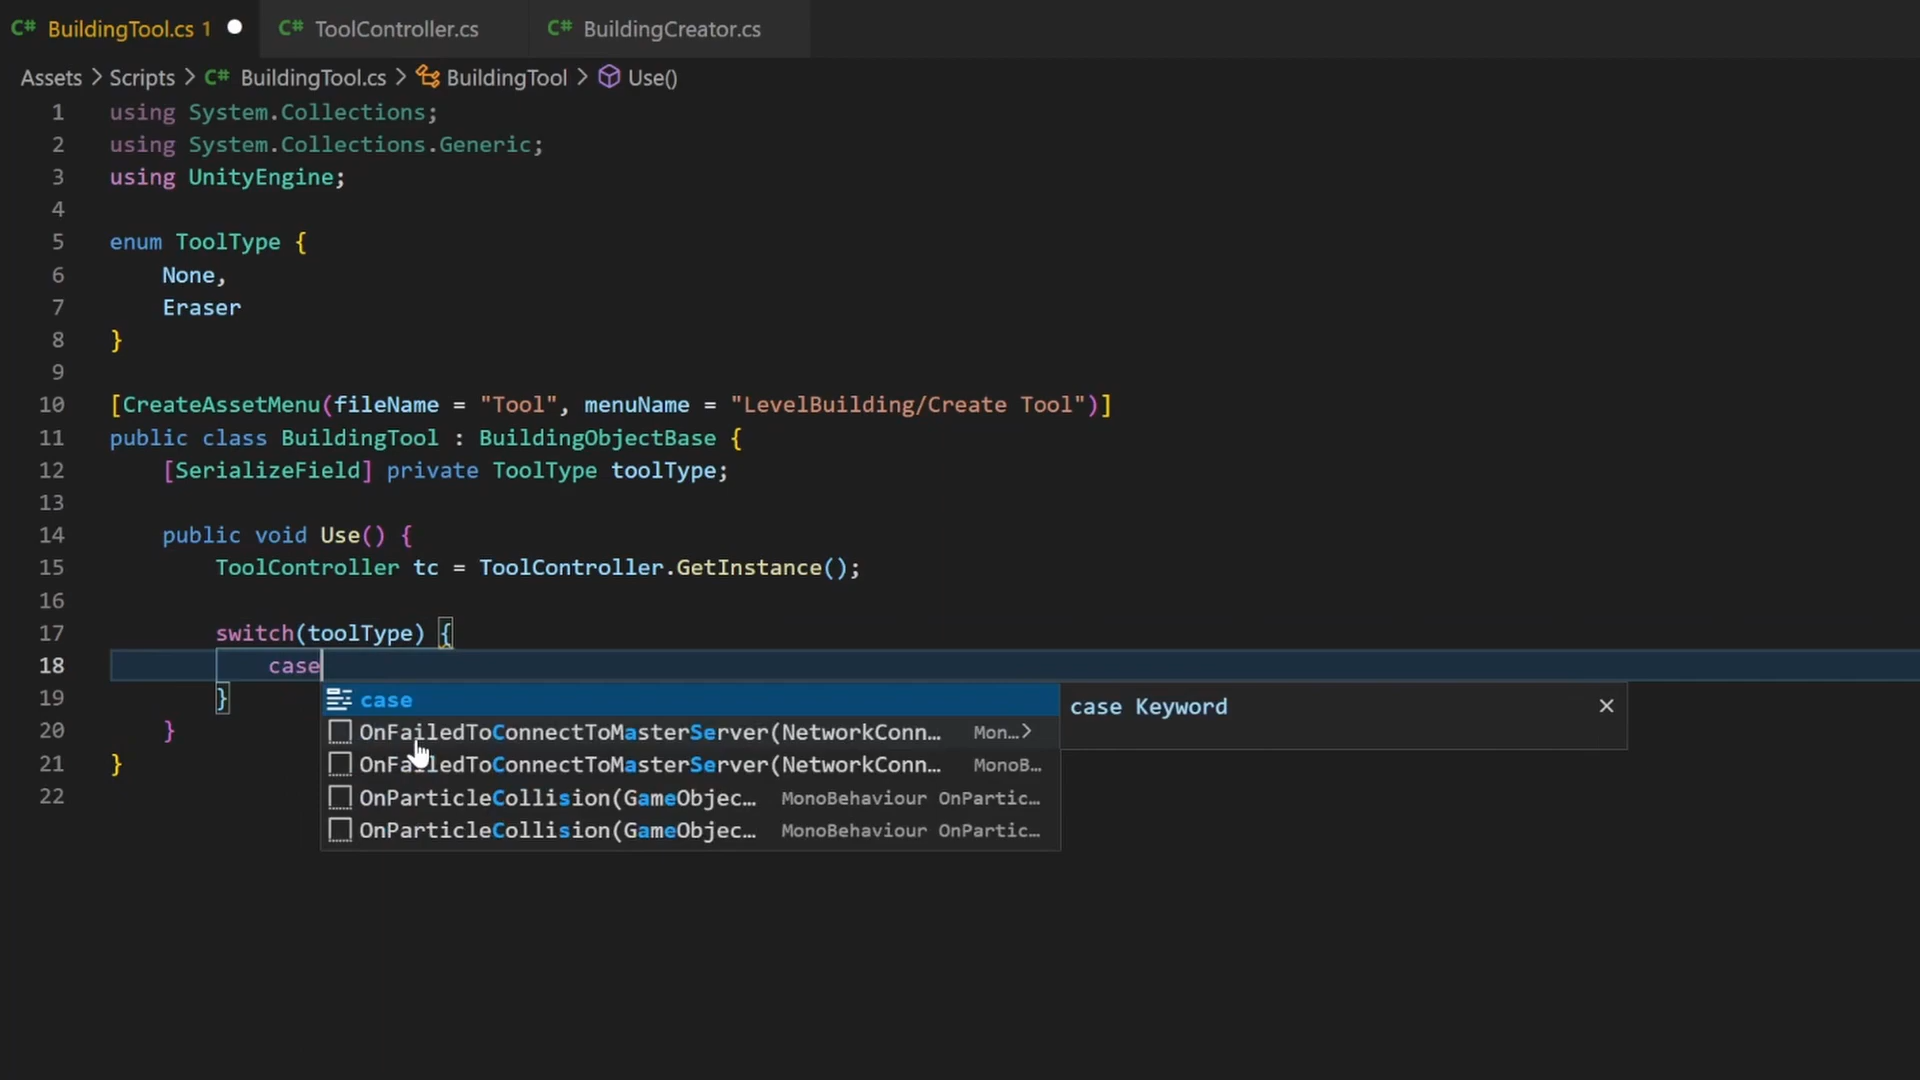 C# BuildingTool.cs 1 C# ToolController.cs C# BuildingCreator.cs
Assets > Scripts > C# BuildingTool.cs > BuildingTool > Use()
1 using System.Collections;
2 using System.Collections.Generic;
3 using UnityEngine;
4
5 enum ToolType {
6 None,
7 Eraser
8 }
9
10 [CreateAssetMenu(fileName = "Tool", menuName = "LevelBuilding/Create Tool")]
11 public class BuildingTool : BuildingObjectBase {
12 [SerializeField] private ToolType toolType;
13
14 public void Use() {
15 ToolController tc = ToolController.GetInstance();
16
17 switch(toolType) {
18 case
19 }
case case Keyword
20 }
OnFailedToConnectToMasterServer(NetworkConn... Mon...>
21 }
OnFailedToConnectToMasterServer(NetworkConn... MonoB...
22
OnParticleCollision(GameObjec... MonoBehaviour OnPartic...
OnParticleCollision(GameObjec... MonoBehaviour OnPartic...